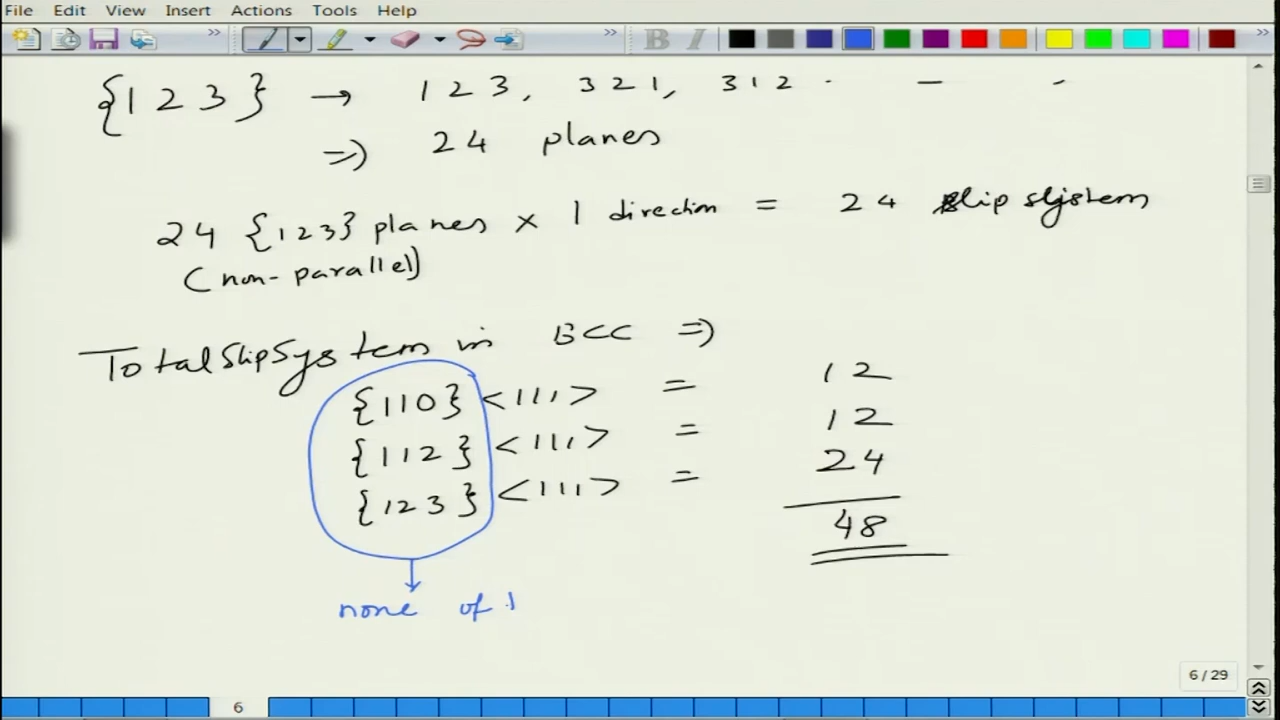 File Edit View Insert Actions Tools Help
{1 2 3} → 1 2 3, 3 2 1, 3 1 2 . – .
=> 24 planes
24 {123} planes × 1 direction = 24 slip sljstem
(non-parallel)
Total Slip System in BCC =>
{110} <111> = 12
{112} <111> = 12
{123} <111> = 24
48
none of
6 / 29
6